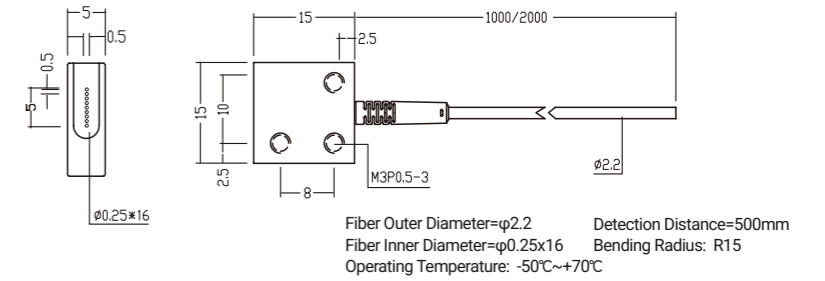 5
0.5
0.5
5
ø0.25*16
15
1000/2000
2.5
15
10
2.5
8
M3P0.5-3
ø2.2
Fiber Outer Diameter=φ2.2
Detection Distance=500mm
Fiber Inner Diameter=φ0.25x16
Bending Radius: R15
Operating Temperature: -50℃~+70℃